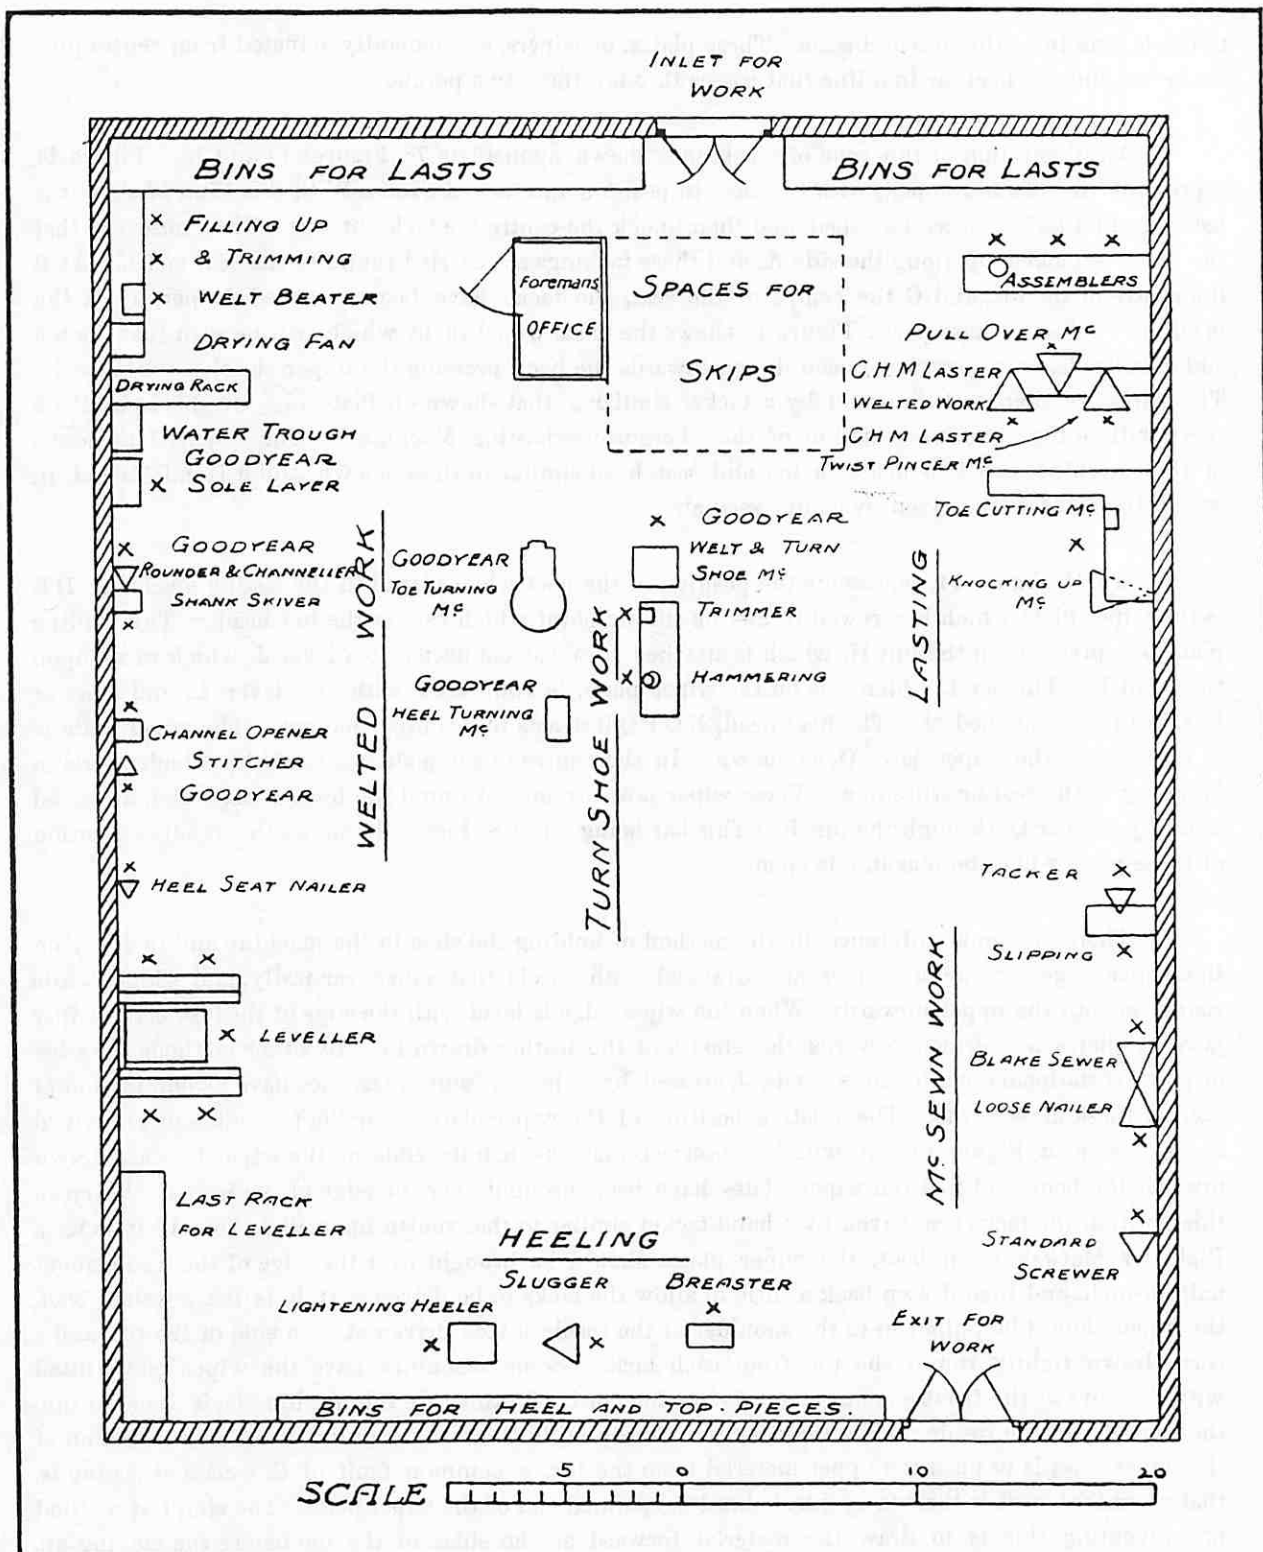 INLET FOR
WORK
BINS FOR LASTS
BINS FOR LASTS
FILLING UP
& TRIMMING
WELT BEATER
DRYING FAN
DRYING RACK
WATER TROUGH
GOODYEAR
SOLE LAYER
GOODYEAR
ROUNDER & CHANNELLER
SHANK SKIVER
CHANNEL OPENER
STITCHER
GOODYEAR
HEEL SEAT NAILER
LEVELLER
LAST RACK
FOR LEVELLER
Foremans
OFFICE
SPACES FOR
SKIPS
ASSEMBLERS
PULL OVER Mc
C.H.M LASTER
WELTED WORK
C H M LASTER
TWIST PINCER Mc
TOE CUTTING Mc
KNOCKING UP
Mc
LASTING
WELTED WORK
GOODYEAR
TOE TURNING
Mc
GOODYEAR
HEEL TURNING
Mc
TURNSHOE WORK
GOODYEAR
WELT & TURN
SHOE Mc
TRIMMER
HAMMERING
TACKER
SLIPPING
Mc SEWN WORK
BLAKE SEWER
LOOSE NAILER
STANDARD
SCREWER
HEELING
SLUGGER
BREASTER
LIGHTENING HEELER
EXIT FOR
WORK
BINS FOR HEEL AND TOP-PIECES.
SCALE
5 0 10 20